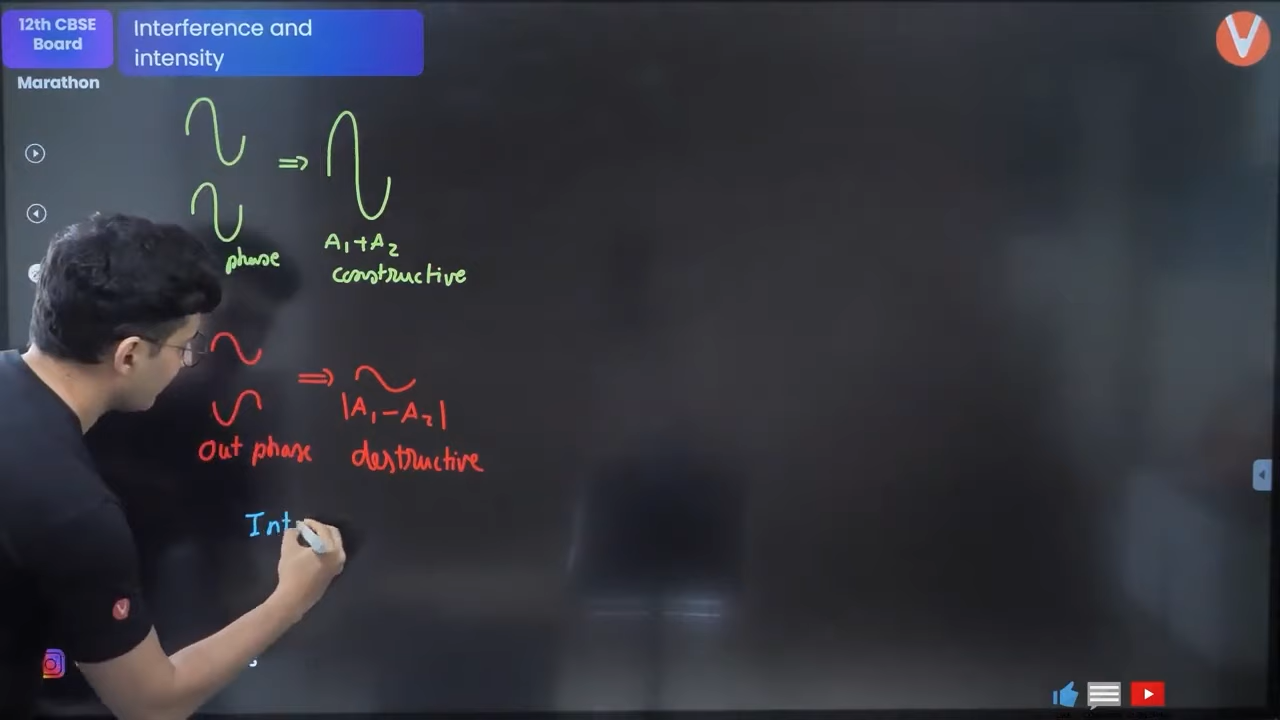 12th CBSE
Board
Marathon
Interference and
intensity
⇒
phase
A₁+A₂
constructive
⇒
|A₁-A₂|
out phase
destructive
Int